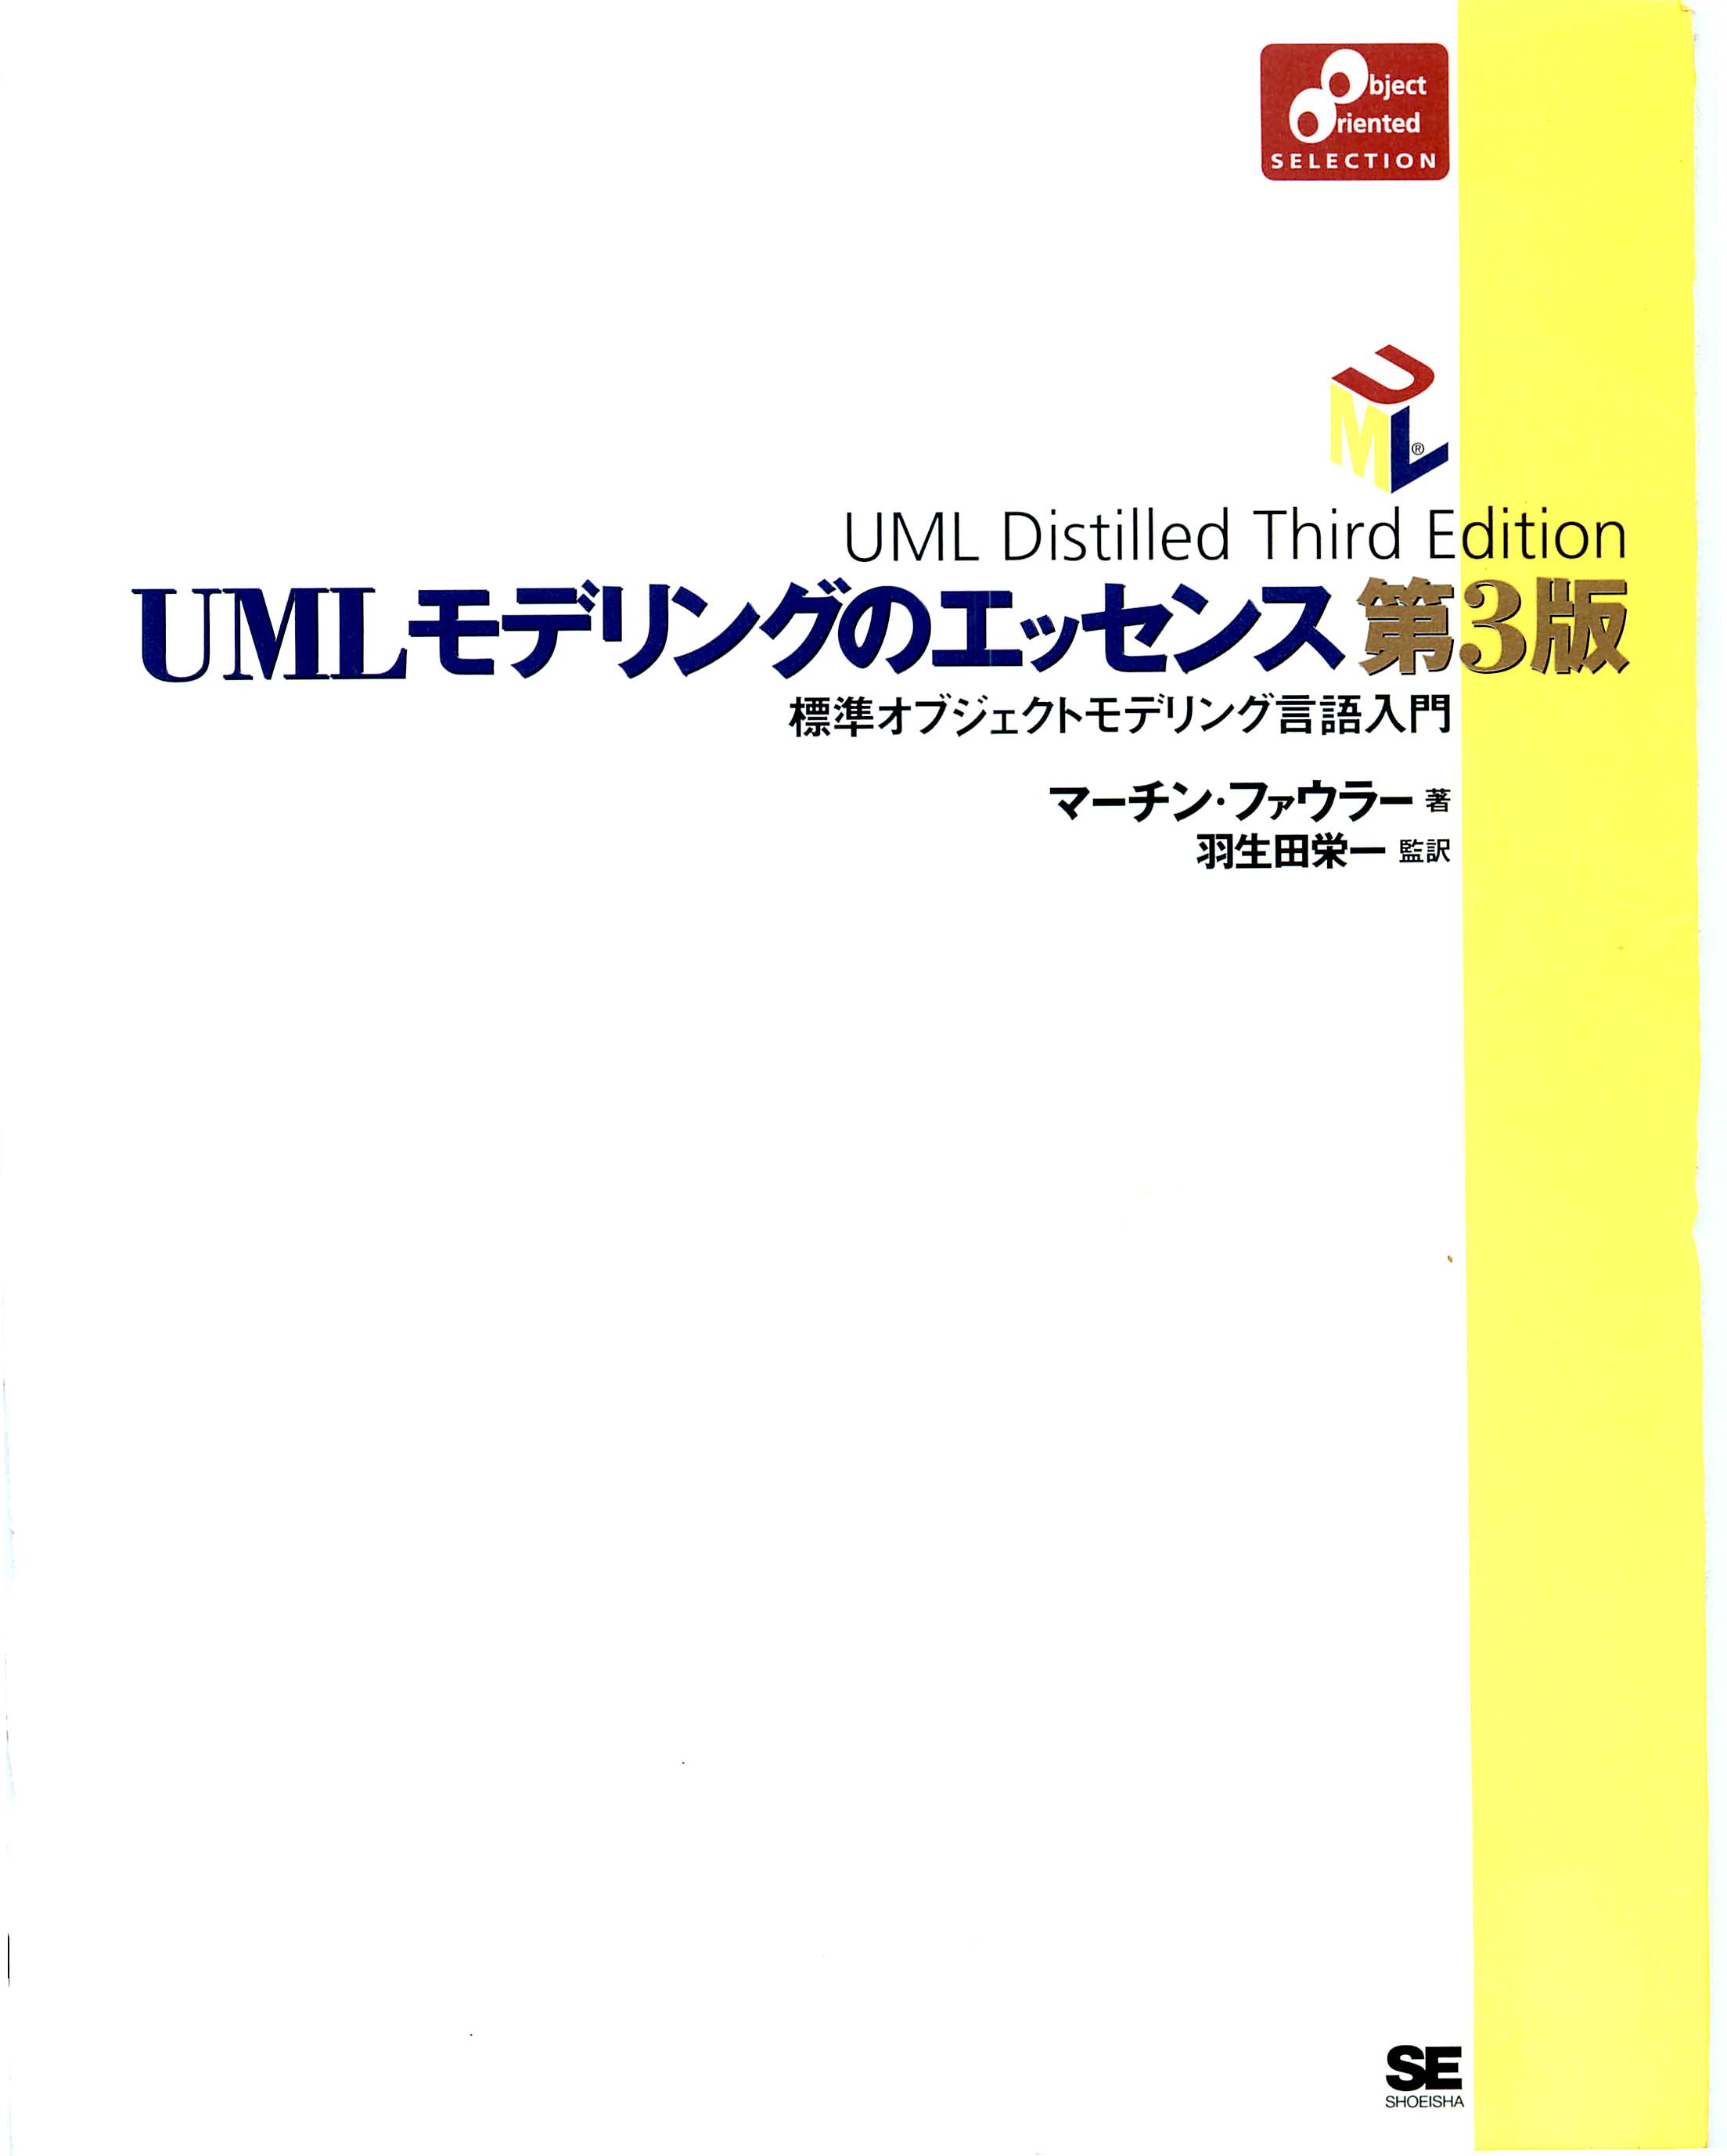 Object
Oriented
SELECTION
UML®
UML Distilled Third Edition
UMLモデリングのエッセンス 第3版
標準オブジェクトモデリング言語入門
マーチン・ファウラー 著
羽生田栄一 監訳
SE
SHOEISHA